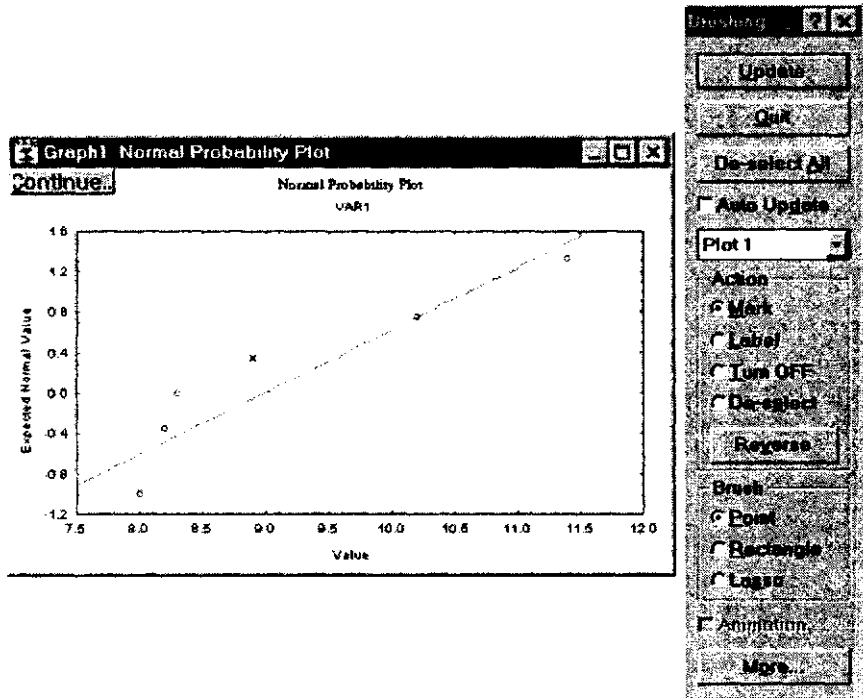 Brushing
Update
Quit
De-select All
Auto Update
Plot 1
Action
Mark
Label
Turn OFF
De-select
Reverse
Brush
Point
Rectangle
Lasso
Animation
More...
Graph1 Normal Probability Plot
Continue...
Normal Probability Plot
VAR1
Expected Normal Value
1.6
1.2
0.8
0.4
0.0
-0.4
-0.8
-1.2
7.5 8.0 8.5 9.0 9.5 10.0 10.5 11.0 11.5 12.0
Value